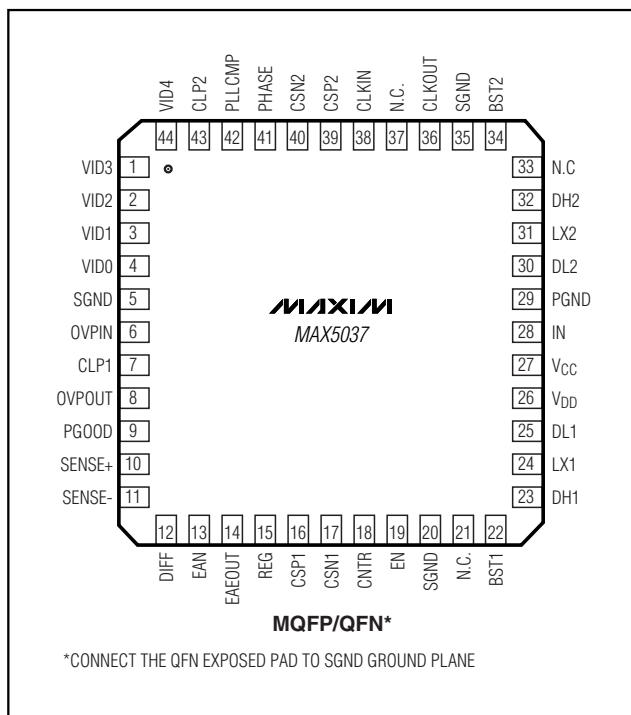 VID4 CLP2 PLLCMP PHASE CSN2 CSP2 CLKIN N.C. CLKOUT SGND BST2
44 43 42 41 40 39 38 37 36 35 34
VID3 1
VID2 2
VID1 3
VID0 4
SGND 5
OVPIN 6
CLP1 7
OVPOUT 8
PGOOD 9
SENSE+ 10
SENSE- 11
MAXIM
MAX5037
33 N.C
32 DH2
31 LX2
30 DL2
29 PGND
28 IN
27 VCC
26 VDD
25 DL1
24 LX1
23 DH1
12 13 14 15 16 17 18 19 20 21 22
DIFF EAN EAEOUT REG CSP1 CSN1 CNTR EN SGND N.C. BST1
MQFP/QFN*
*CONNECT THE QFN EXPOSED PAD TO SGND GROUND PLANE